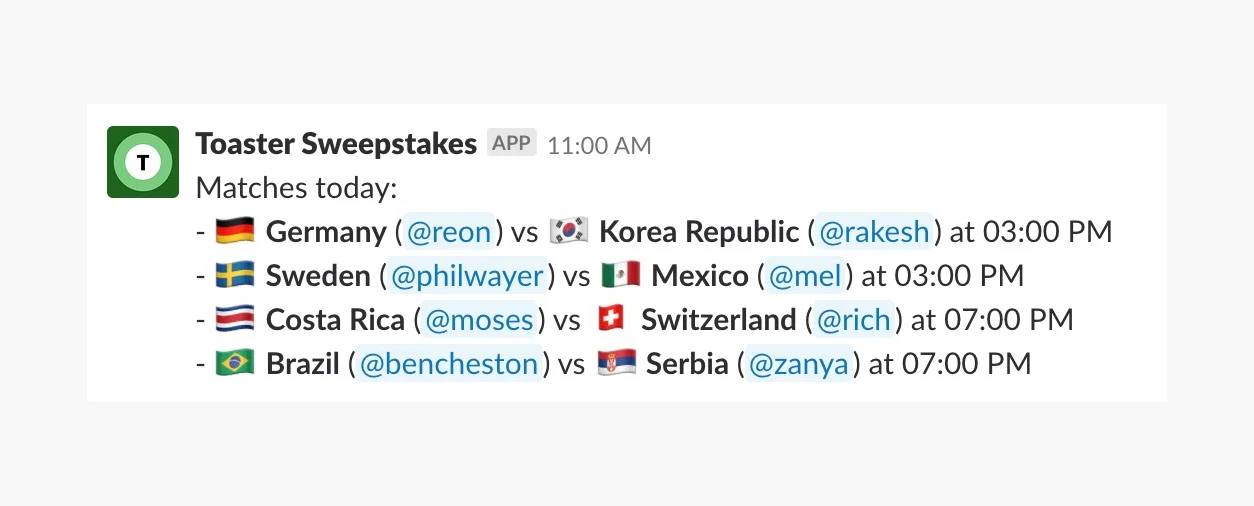 T
Toaster Sweepstakes APP 11:00 AM
Matches today:
- 🇩🇪 Germany (@reon) vs 🇰🇷 Korea Republic (@rakesh) at 03:00 PM
- 🇸🇪 Sweden (@philwayer) vs 🇲🇽 Mexico (@mel) at 03:00 PM
- 🇨🇷 Costa Rica (@moses) vs 🇨🇭 Switzerland (@rich) at 07:00 PM
- 🇧🇷 Brazil (@bencheston) vs 🇷🇸 Serbia (@zanya) at 07:00 PM